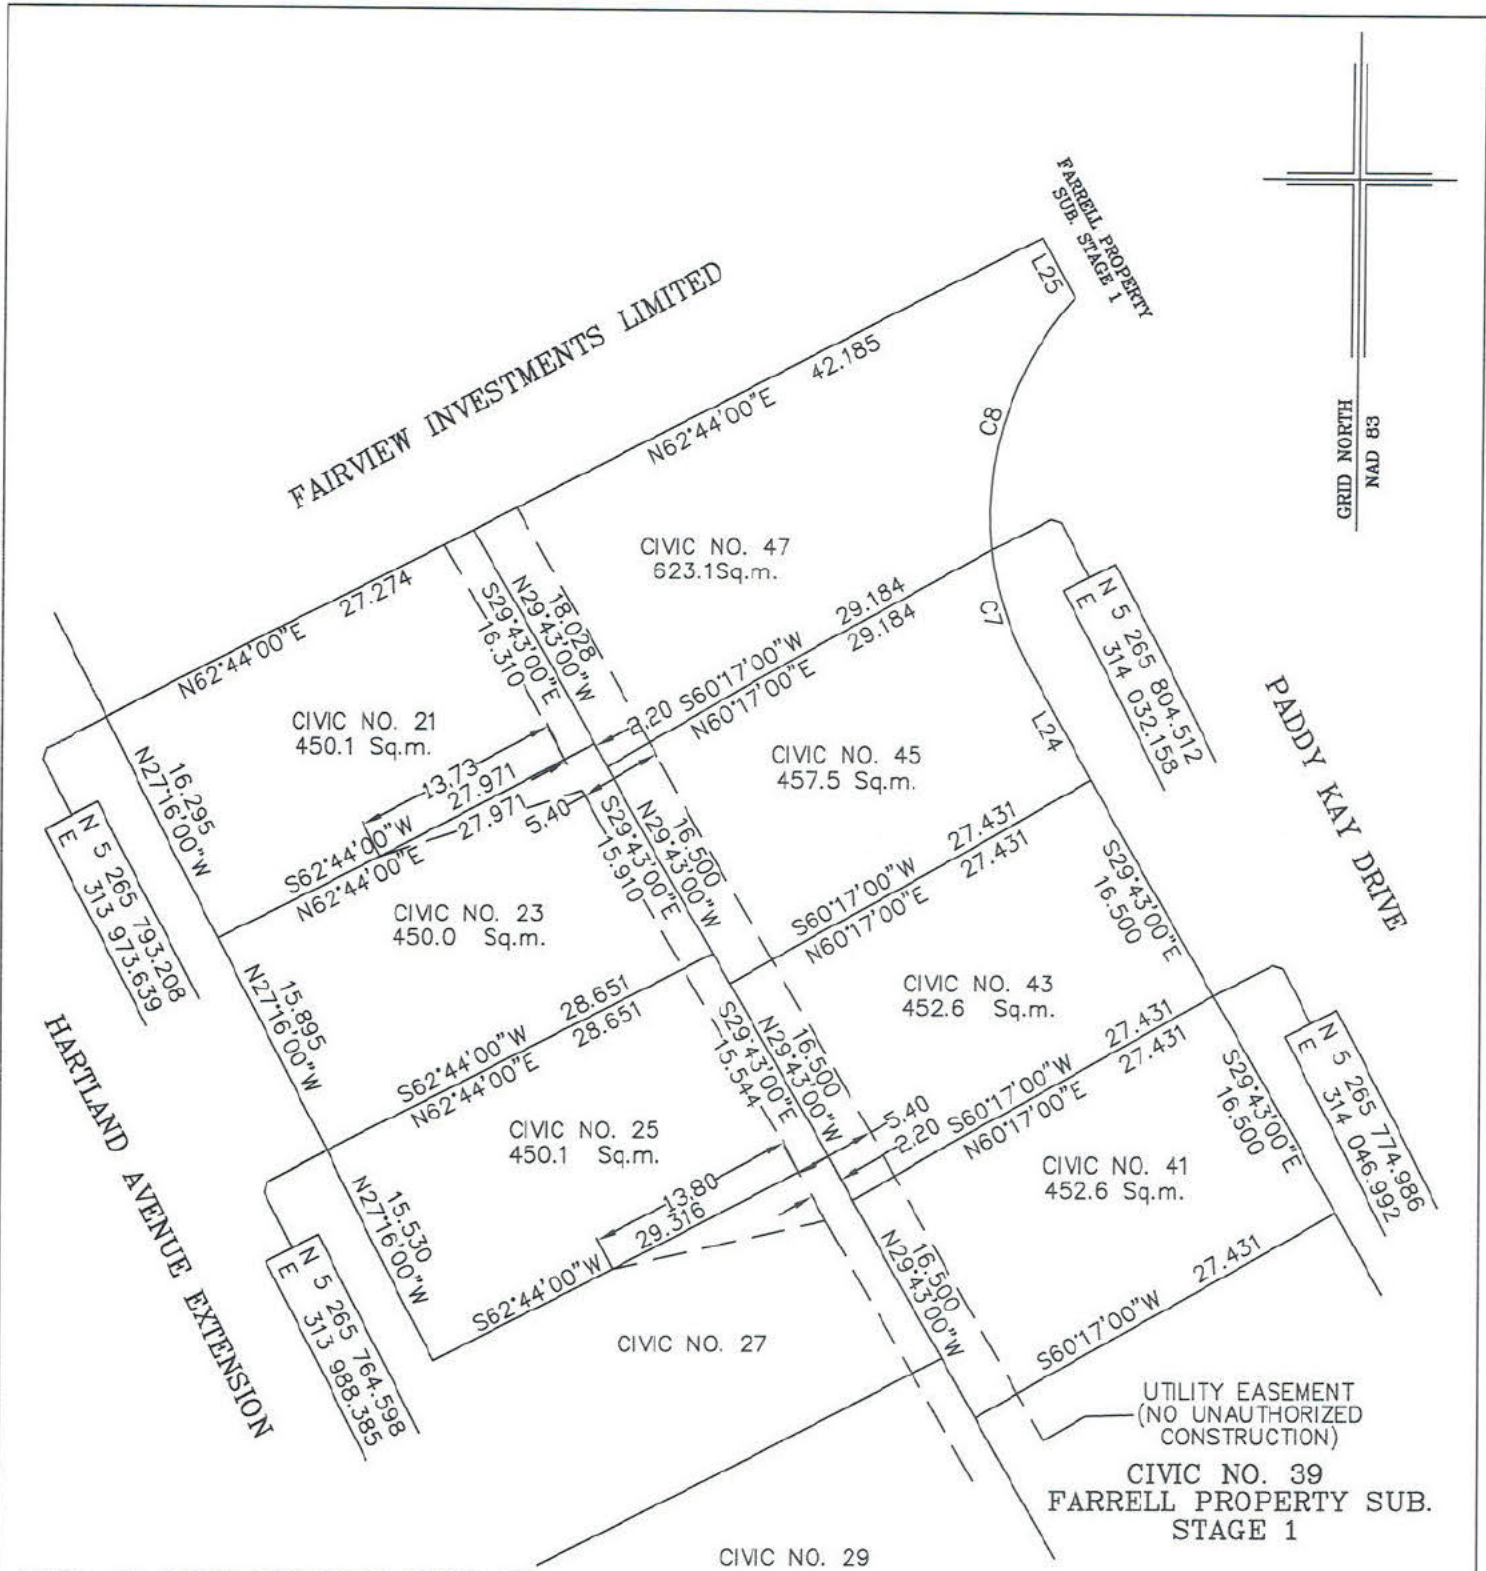 FARRELL PROPERTY
SUB. STAGE 1
L25
GRID NORTH
NAD 83
FAIRVIEW INVESTMENTS LIMITED
42.185
N62°44'00"E
C8
CIVIC NO. 47
623.1Sq.m.
27.274
N62°44'00"E
S29°43'00"E
16.310
18.028
N29°43'00"W
29.184
S60°17'00"W
29.184
N60°17'00"E
C7
N 5 265 804.512
E 314 032.158
PADDY KAY DRIVE
2.20
CIVIC NO. 21
450.1 Sq.m.
13.73
27.971
S62°44'00"W
27.971
N62°44'00"E
5.40
CIVIC NO. 45
457.5 Sq.m.
L24
16.295
N27°16'00"W
N 5 265 793.208
E 313 973.639
16.500
N29°43'00"W
S29°43'00"E
15.910
27.431
S60°17'00"W
27.431
N60°17'00"E
S29°43'00"E
16.500
CIVIC NO. 23
450.0 Sq.m.
15.895
N27°16'00"W
28.651
S62°44'00"W
28.651
N62°44'00"E
CIVIC NO. 43
452.6 Sq.m.
HARTLAND AVENUE EXTENSION
S29°43'00"E
15.544
16.500
N29°43'00"W
27.431
S60°17'00"W
27.431
N60°17'00"E
S29°43'00"E
16.500
N 5 265 774.986
E 314 046.992
5.40
2.20
CIVIC NO. 25
450.1 Sq.m.
13.80
29.316
S62°44'00"W
CIVIC NO. 41
452.6 Sq.m.
15.530
N27°16'00"W
N 5 265 764.598
E 313 988.385
16.500
N29°43'00"W
27.431
S60°17'00"W
CIVIC NO. 27
UTILITY EASEMENT
(NO UNAUTHORIZED
CONSTRUCTION)
CIVIC NO. 39
FARRELL PROPERTY SUB.
STAGE 1
CIVIC NO. 29